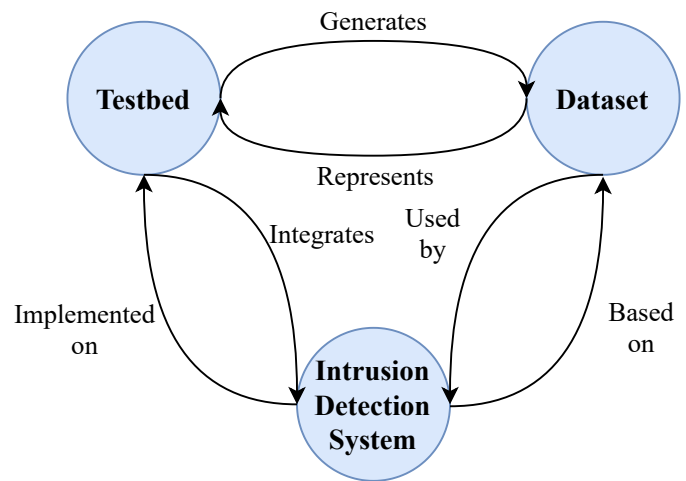 Generates
Testbed
Dataset
Represents
Integrates
Used
by
Implemented
on
Based
on
Intrusion
Detection
System